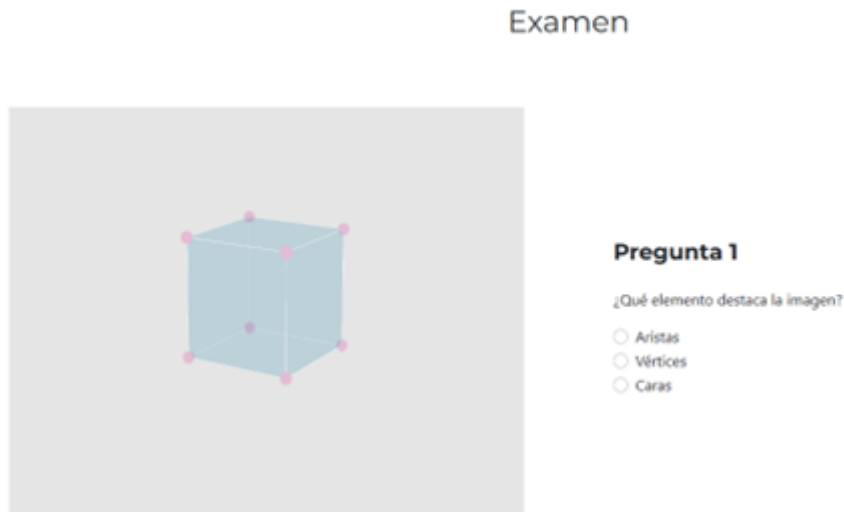 Examen
Pregunta 1
¿Qué elemento destaca la imagen?
Aristas
Vértices
Caras